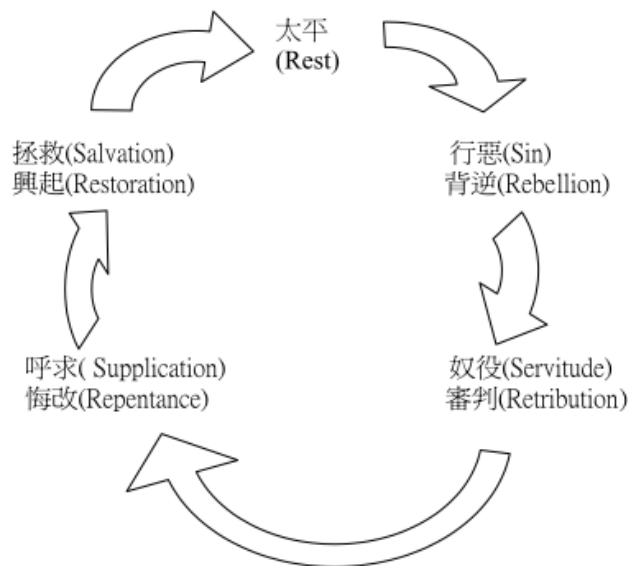 太平
(Rest)
行惡(Sin)
背逆(Rebellion)
奴役(Servitude)
審判(Retribution)
呼求( Supplication)
悔改(Repentance)
拯救(Salvation)
興起(Restoration)